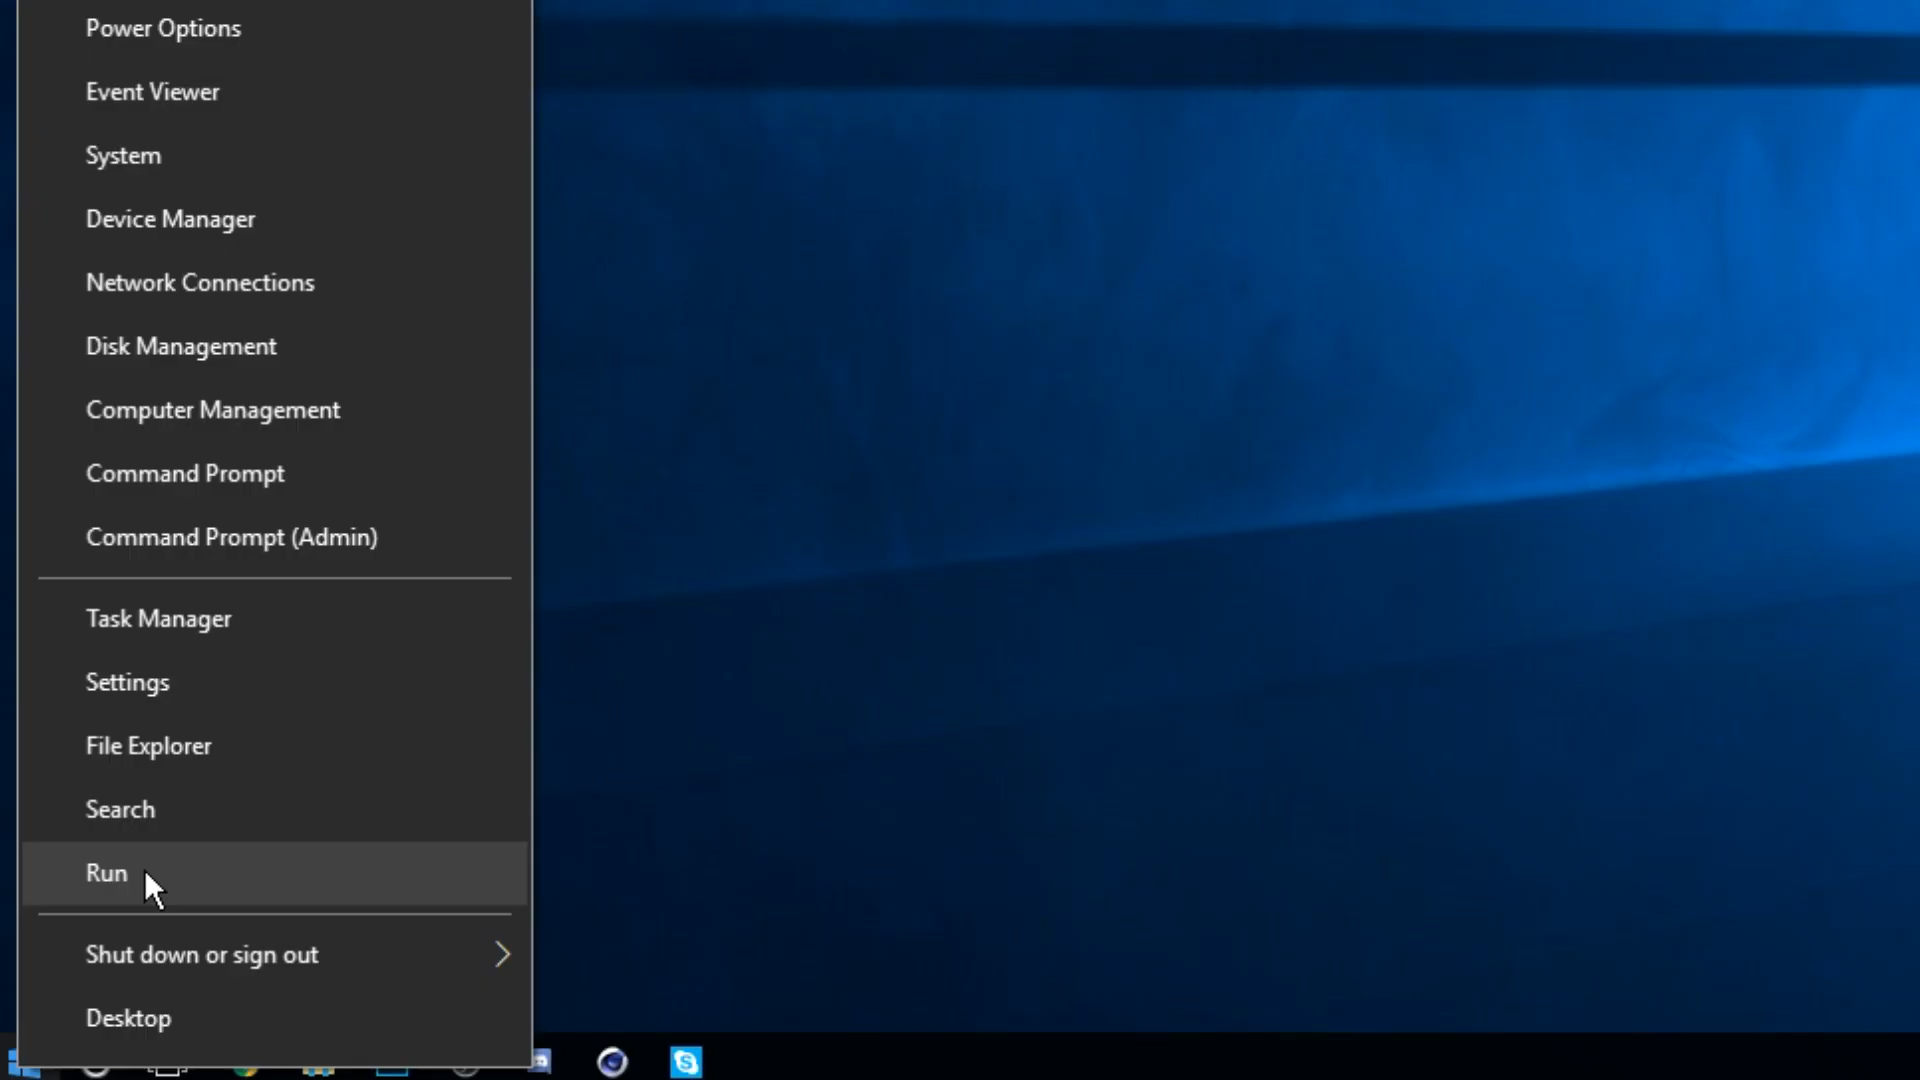 Power Options
Event Viewer
System
Device Manager
Network Connections
Disk Management
Computer Management
Command Prompt
Command Prompt (Admin)
Task Manager
Settings
File Explorer
Search
Run
Shut down or sign out
Desktop